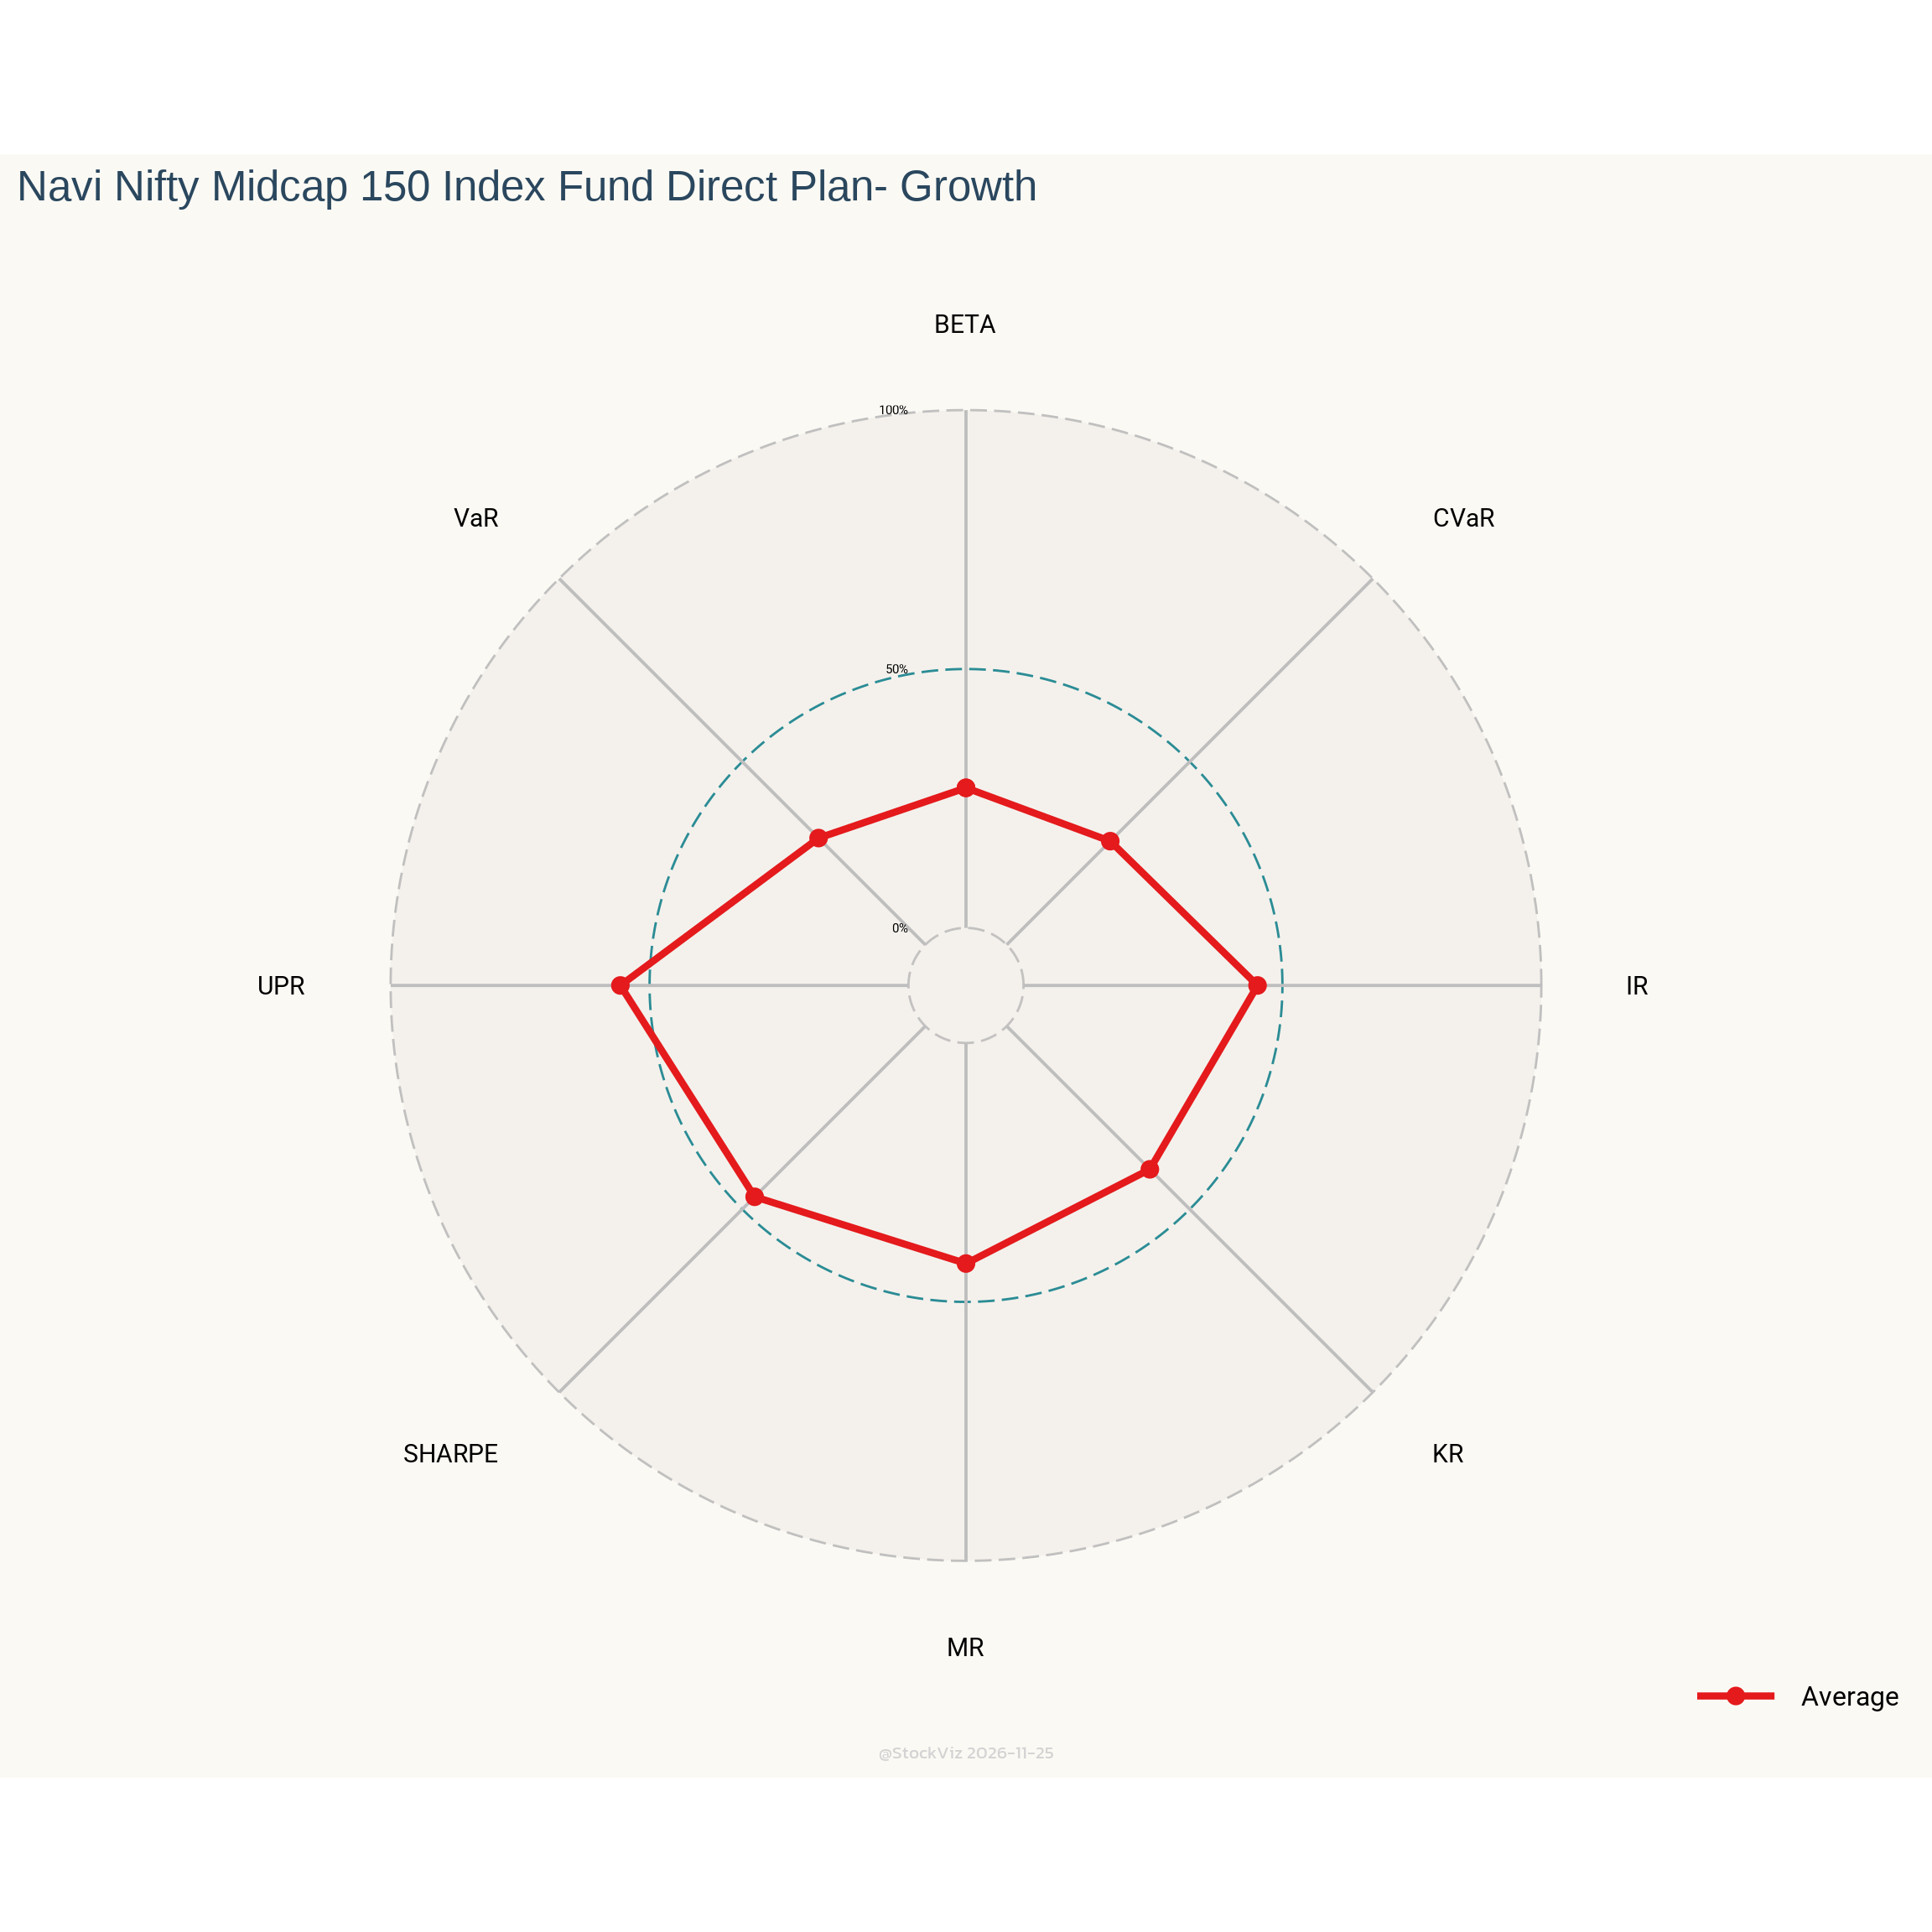 Navi Nifty Midcap 150 Index Fund Direct Plan- Growth
BETA
100%
VaR
CVaR
50%
0%
UPR
IR
SHARPE
KR
MR
Average
@StockViz 2026-11-25